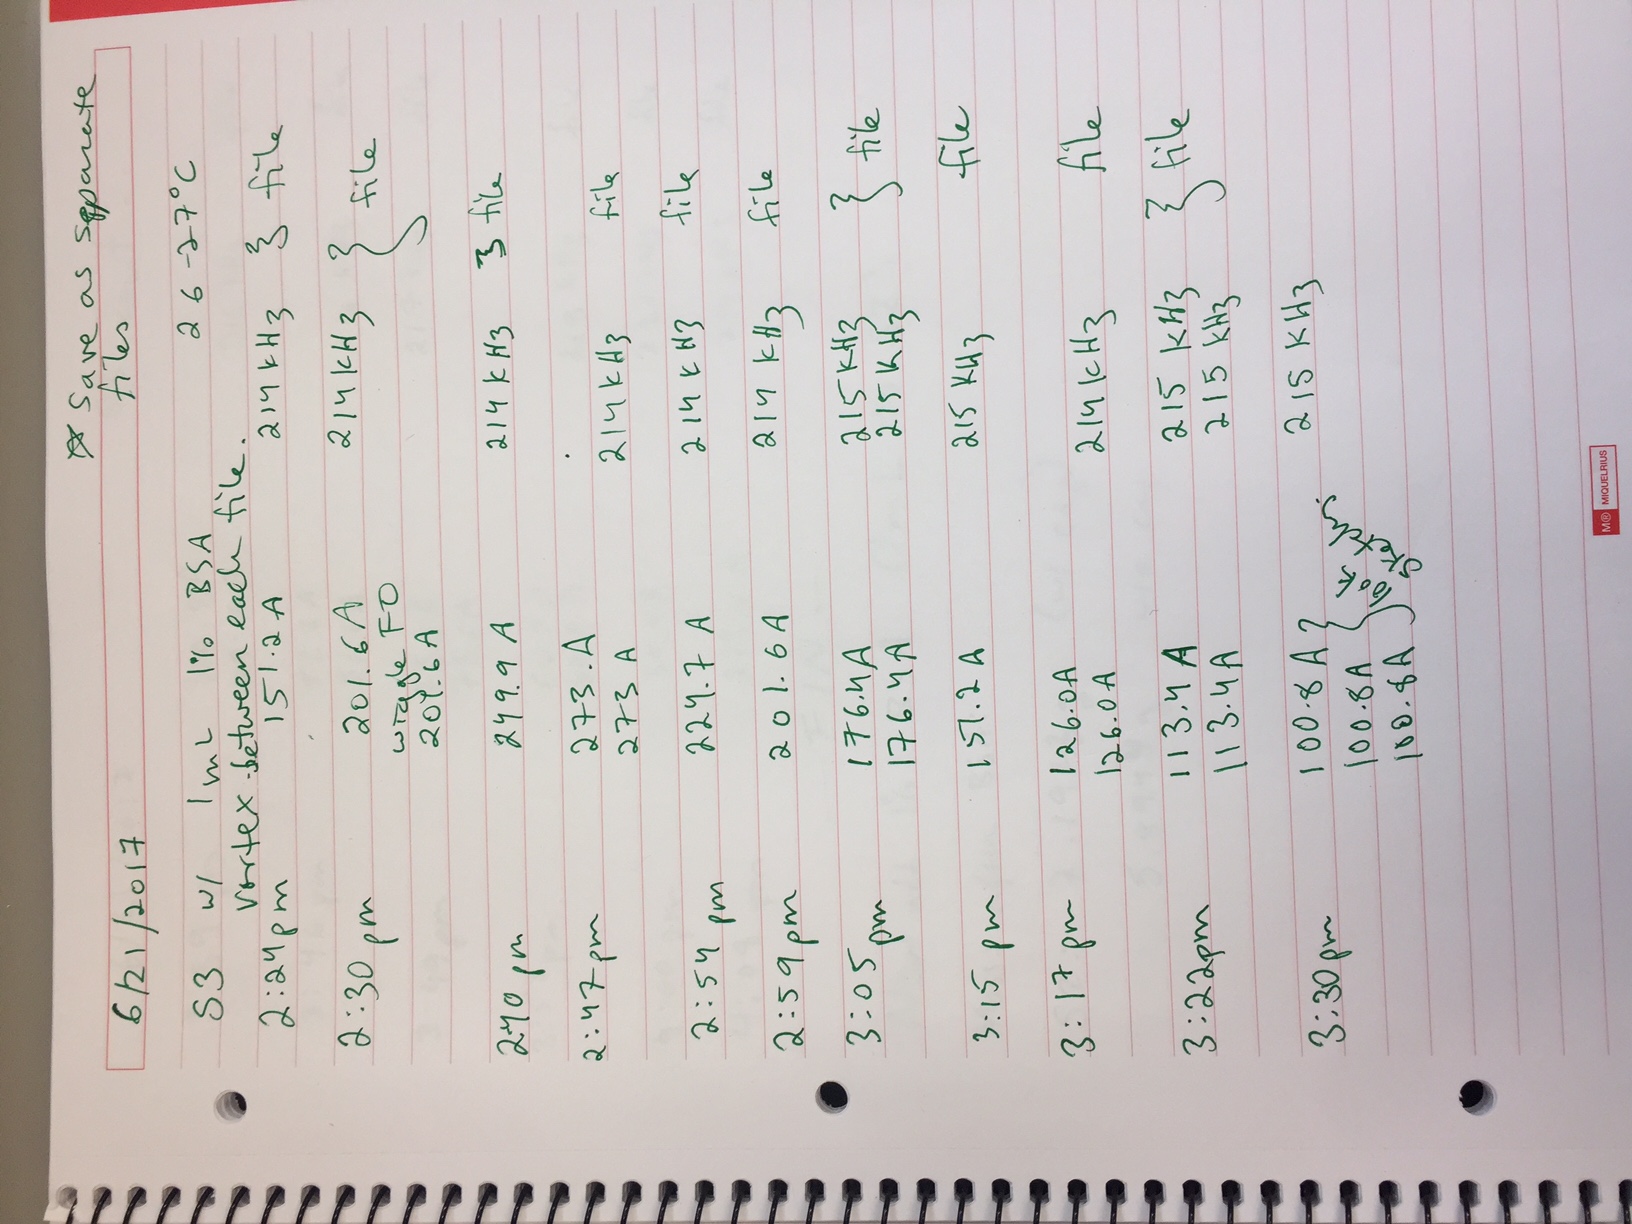 ☆ Save as separate
files
6/21/2017
S3 w/ 1mL 1% BSA 26-27°C
vortex between each file.
2:24pm 151.2 A 214 kHz } file
2:30 pm 201.6 A 214 kHz } file
wiggle FO
201.6 A
240 pm 249.9 A 214 kHz } file
2:47pm 273.A
273 A 214 kHz file
2:54 pm 224.7 A 214 kHz file
2:59pm 201.6A 214 kHz file
3:05 pm 176.4A 215 kHz } file
176.4A 215 kHz
3:15 pm 151.2 A 215 kHz file
3:17 pm 126.0A
126.0A 214 kHz file
3:22pm 113.4 A 215 kHz } file
113.4A 215 kHz
3:30pm 100.8 A } 215 kHz
100.8A look
100.8A sketchy.
M® MIQUELRIUS